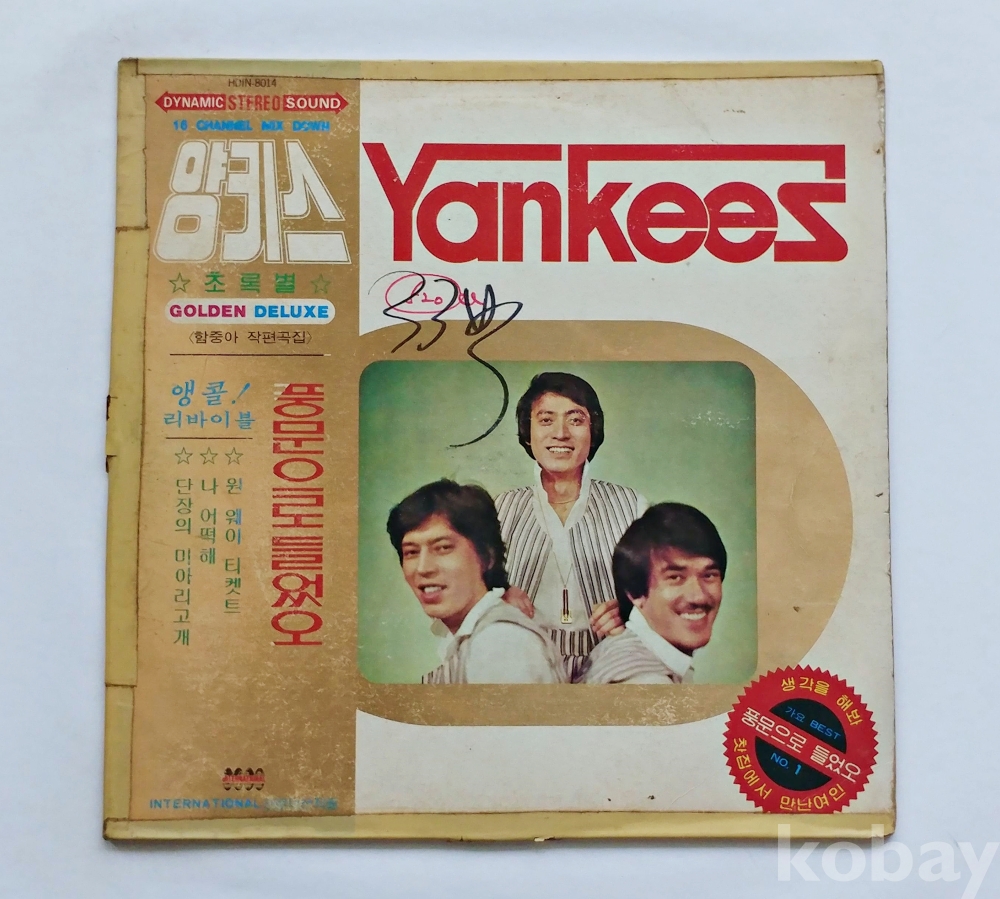 HDIN-8014
DYNAMIC STEREO SOUND
16 CHANNEL MIX DOWN
양키스
☆ 초록별 ☆
GOLDEN DELUXE
〈함중아 작편곡집〉
앵콜!
리바이블
☆ 원 웨이 티켓트
☆ 나 어떡해
☆ 단장의 미아리고개
풍문으로 들었오
INTERNATIONAL
INTERNATIONAL
Yankees
생각을 해봐
가요 BEST
풍문으로 들었오
NO. 1
찻집에서 만난여인
kobay